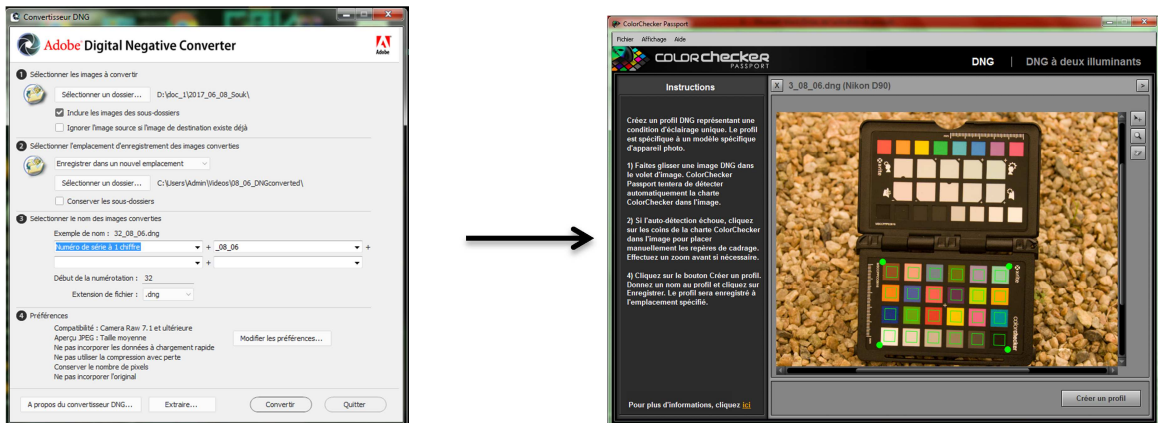 Convertisseur DNG
Adobe® Digital Negative Converter
Adobe
1 Sélectionner les images à convertir
Sélectionner un dossier... D:\doc_1\2017_06_08_Souk\
Inclure les images des sous-dossiers
Ignorer l'image source si l'image de destination existe déjà
2 Sélectionner l'emplacement d'enregistrement des images converties
Enregistrer dans un nouvel emplacement
Sélectionner un dossier... C:\Users\Admin\Videos\08_06_DNGconverted\
Conserver les sous-dossiers
3 Sélectionner le nom des images converties
Exemple de nom : 32_08_06.dng
Numéro de série à 1 chiffre + _08_06 +
+
Début de la numérotation : 32
Extension de fichier : .dng
4 Préférences
Compatibilité : Camera Raw 7.1 et ultérieure
Aperçu JPEG : Taille moyenne
Ne pas incorporer les données à chargement rapide
Ne pas utiliser la compression avec perte
Conserver le nombre de pixels
Ne pas incorporer l'original
Modifier les préférences...
A propos du convertisseur DNG... Extraire... Convertir Quitter
ColorChecker Passport
Fichier Affichage Aide
COLORCHECKER
PASSPORT
DNG | DNG à deux illuminants
Instructions
X 3_08_06.dng (Nikon D90) >
Créez un profil DNG représentant une
condition d'éclairage unique. Le profil
est spécifique à un modèle spécifique
d'appareil photo.
1) Faites glisser une image DNG dans
le volet d'image. ColorChecker
Passport tentera de détecter
automatiquement la charte
ColorChecker dans l'image.
2) Si l'auto-détection échoue, cliquez
sur les coins de la charte ColorChecker
dans l'image pour placer
manuellement les repères de cadrage.
Effectuez un zoom avant si nécessaire.
4) Cliquez sur le bouton Créer un profil.
Donnez un nom au profil et cliquez sur
Enregistrer. Le profil sera enregistré à
l'emplacement spécifié.
Pour plus d'informations, cliquez ici
x·rite
x·rite
colorchecker
Créer un profil